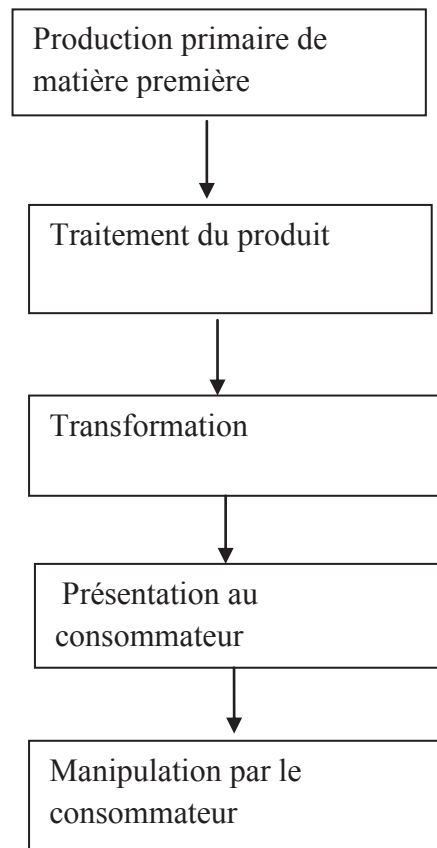 Production primaire de
matière première
Traitement du produit
Transformation
Présentation au
consommateur
Manipulation par le
consommateur